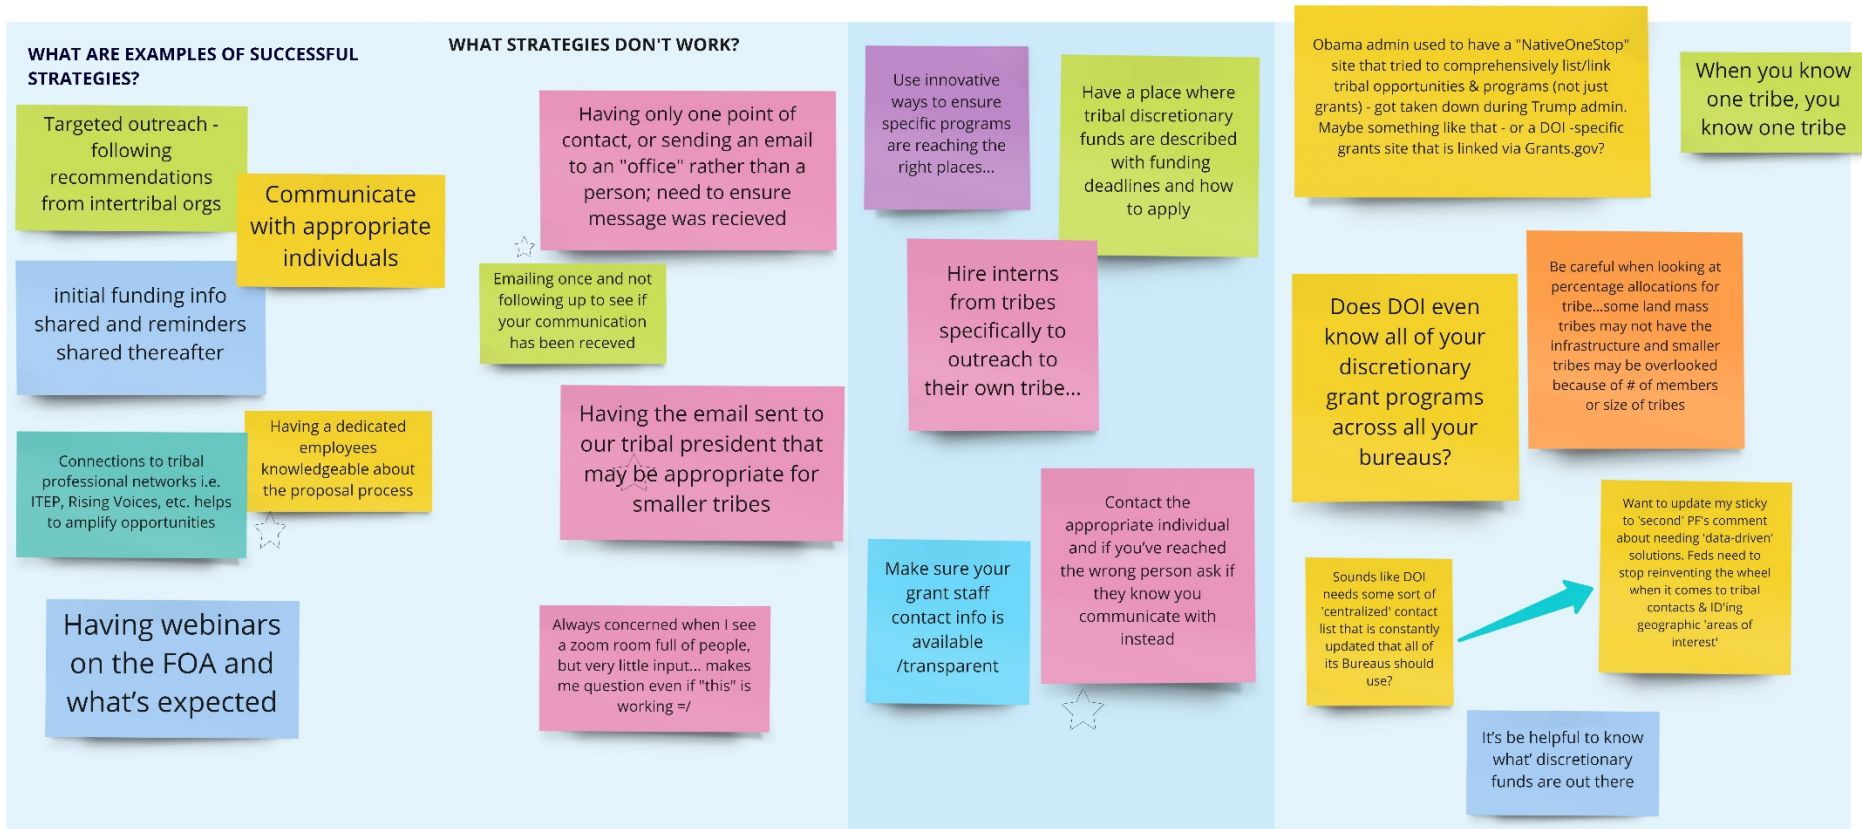 WHAT ARE EXAMPLES OF SUCCESSFUL
STRATEGIES?
Targeted outreach -
following
recommendations
from intertribal orgs
Communicate
with appropriate
individuals
initial funding info
shared and reminders
shared thereafter
Having a dedicated
employees
knowledgeable about
the proposal process
Connections to tribal
professional networks i.e.
ITEP, Rising Voices, etc. helps
to amplify opportunities
Having webinars
on the FOA and
what's expected
WHAT STRATEGIES DON'T WORK?
Having only one point of
contact, or sending an email
to an "office" rather than a
person; need to ensure
message was recieved
Emailing once and not
following up to see if
your communication
has been receved
Having the email sent to
our tribal president that
may be appropriate for
smaller tribes
Always concerned when I see
a zoom room full of people,
but very little input... makes
me question even if "this" is
working =/
Use innovative
ways to ensure
specific programs
are reaching the
right places...
Have a place where
tribal discretionary
funds are described
with funding
deadlines and how
to apply
Hire interns
from tribes
specifically to
outreach to
their own tribe...
Contact the
appropriate individual
and if you've reached
the wrong person ask if
they know you
communicate with
instead
Make sure your
grant staff
contact info is
available
/transparent
Obama admin used to have a "NativeOneStop"
site that tried to comprehensively list/link
tribal opportunities & programs (not just
grants) - got taken down during Trump admin.
Maybe something like that - or a DOI -specific
grants site that is linked via Grants.gov?
When you know
one tribe, you
know one tribe
Does DOI even
know all of your
discretionary
grant programs
across all your
bureaus?
Be careful when looking at
percentage allocations for
tribe...some land mass
tribes may not have the
infrastructure and smaller
tribes may be overlooked
because of # of members
or size of tribes
Sounds like DOI
needs some sort of
'centralized' contact
list that is constantly
updated that all of
its Bureaus should
use?
Want to update my sticky
to 'second' PF's comment
about needing 'data-driven'
solutions. Feds need to
stop reinventing the wheel
when it comes to tribal
contacts & ID'ing
geographic 'areas of
interest'
It's be helpful to know
what' discretionary
funds are out there